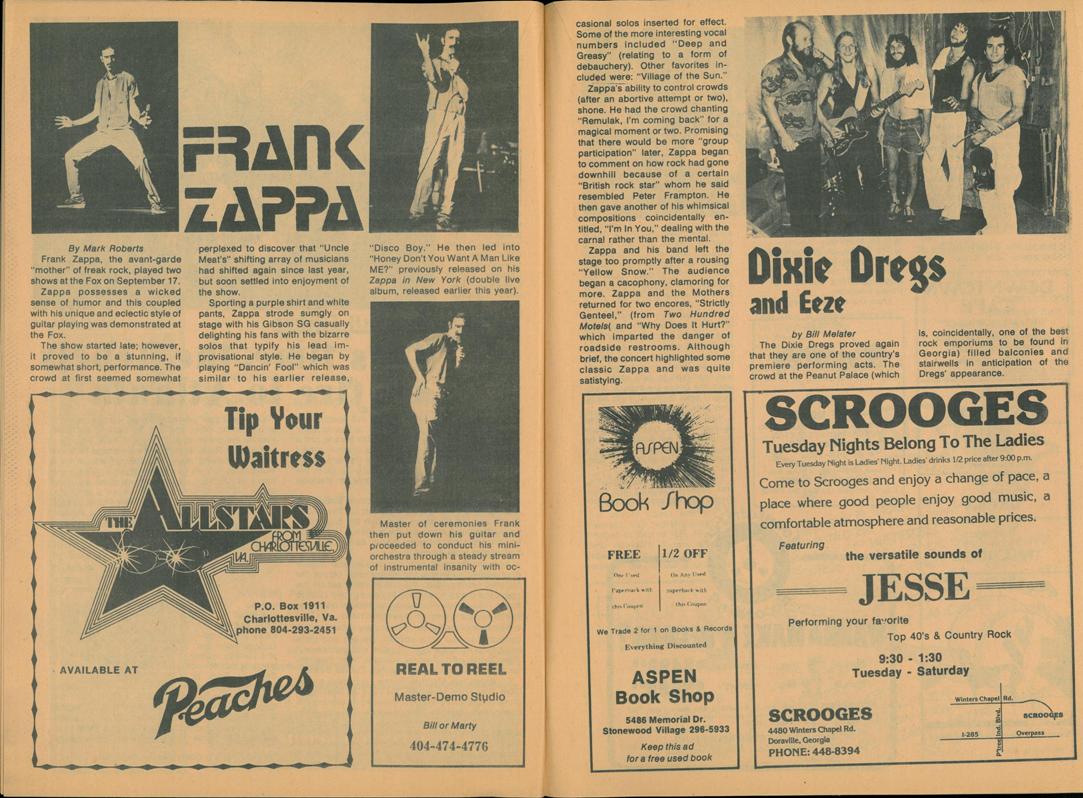 FRANK
ZAPPA
By Mark Roberts
Frank Zappa, the avant-garde
"mother" of freak rock, played two
shows at the Fox on September 17.
Zappa possesses a wicked
sense of humor and this coupled
with his unique and eclectic style of
guitar playing was demonstrated at
the Fox.
The show started late; however,
it proved to be a stunning, if
somewhat short, performance. The
crowd at first seemed somewhat
perplexed to discover that "Uncle
Meat's" shifting array of musicians
had shifted again since last year,
but soon settled into enjoyment of
the show.
Sporting a purple shirt and white
pants, Zappa strode sumgly on
stage with his Gibson SG casually
delighting his fans with the bizarre
solos that typify his lead im-
provisational style. He began by
playing "Dancin' Fool" which was
similar to his earlier release,
"Disco Boy." He then led into
"Honey Don't You Want A Man Like
ME?" previously released on his
Zappa in New York (double live
album, released earlier this year).
Master of ceremonies Frank
then put down his guitar and
proceeded to conduct his mini-
orchestra through a steady stream
of instrumental insanity with oc-
casional solos inserted for effect.
Some of the more interesting vocal
numbers included "Deep and
Greasy" (relating to a form of
debauchery). Other favorites in-
cluded were: "Village of the Sun."
Zappa's ability to control crowds
(after an abortive attempt or two),
shone. He had the crowd chanting
"Remulak, I'm coming back" for a
magical moment or two. Promising
that there would be more "group
participation" later, Zappa began
to comment on how rock had gone
downhill because of a certain
"British rock star" whom he said
resembled Peter Frampton. He
then gave another of his whimsical
compositions coincidentally en-
titled, "I'm In You," dealing with the
carnal rather than the mental.
Zappa and his band left the
stage too promptly after a rousing
"Yellow Snow." The audience
began a cacophony, clamoring for
more. Zappa and the Mothers
returned for two encores, "Strictly
Genteel," (from Two Hundred
Motels( and "Why Does It Hurt?"
which imparted the danger of
roadside restrooms. Although
brief, the concert highlighted some
classic Zappa and was quite
satistying.
Tip Your
Waitress
THE ALLSTARS
FROM
CHARLOTTESVILLE,
VA.
P.O. Box 1911
Charlottesville, Va.
phone 804-293-2451
AVAILABLE AT
Peaches
REAL TO REEL
Master-Demo Studio
Bill or Marty
404-474-4776
Dixie Dregs
and Eeze
by Bill Melater
The Dixie Dregs proved again
that they are one of the country's
premiere performing acts. The
crowd at the Peanut Palace (which
is, coincidentally, one of the best
rock emporiums to be found in
Georgia) filled balconies and
stairwells in anticipation of the
Dregs' appearance.
ASPEN
Book Shop
FREE 1/2 OFF
One Used On Any Used
Paperback with paperback with
this Coupon this Coupon
We Trade 2 for 1 on Books & Records
Everything Discounted
ASPEN
Book Shop
5486 Memorial Dr.
Stonewood Village 296-5933
Keep this ad
for a free used book
SCROOGES
Tuesday Nights Belong To The Ladies
Every Tuesday Night is Ladies' Night. Ladies' drinks 1/2 price after 9:00 p.m.
Come to Scrooges and enjoy a change of pace, a
place where good people enjoy good music, a
comfortable atmosphere and reasonable prices.
Featuring
the versatile sounds of
JESSE
Performing your favorite
Top 40's & Country Rock
9:30 - 1:30
Tuesday - Saturday
SCROOGES
4480 Winters Chapel Rd.
Doraville, Georgia
PHONE: 448-8394
Winters Chapel Rd.
SCROOGES
I-285
Overpass
P'tree Ind. Blvd.